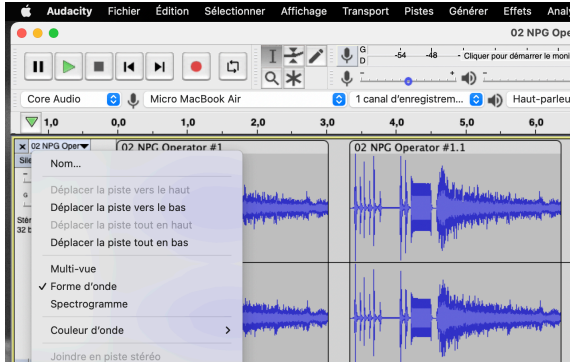 Audacity Fichier Édition Sélectionner Affichage Transport Pistes Générer Effets Analy
02 NPG Ope
G
D
-54 -48 - Cliquer pour démarrer le moni
Core Audio Micro MacBook Air 1 canal d'enregistrem... Haut-parleu
1,0 0,0 1,0 2,0 3,0 4,0 5,0 6,0
02 NPG Oper 02 NPG Operator #1 02 NPG Operator #1.1
Nom...
Déplacer la piste vers le haut
Déplacer la piste vers le bas
Déplacer la piste tout en haut
Déplacer la piste tout en bas
Multi-vue
Forme d'onde
Spectrogramme
Couleur d'onde
Joindre en piste stéréo